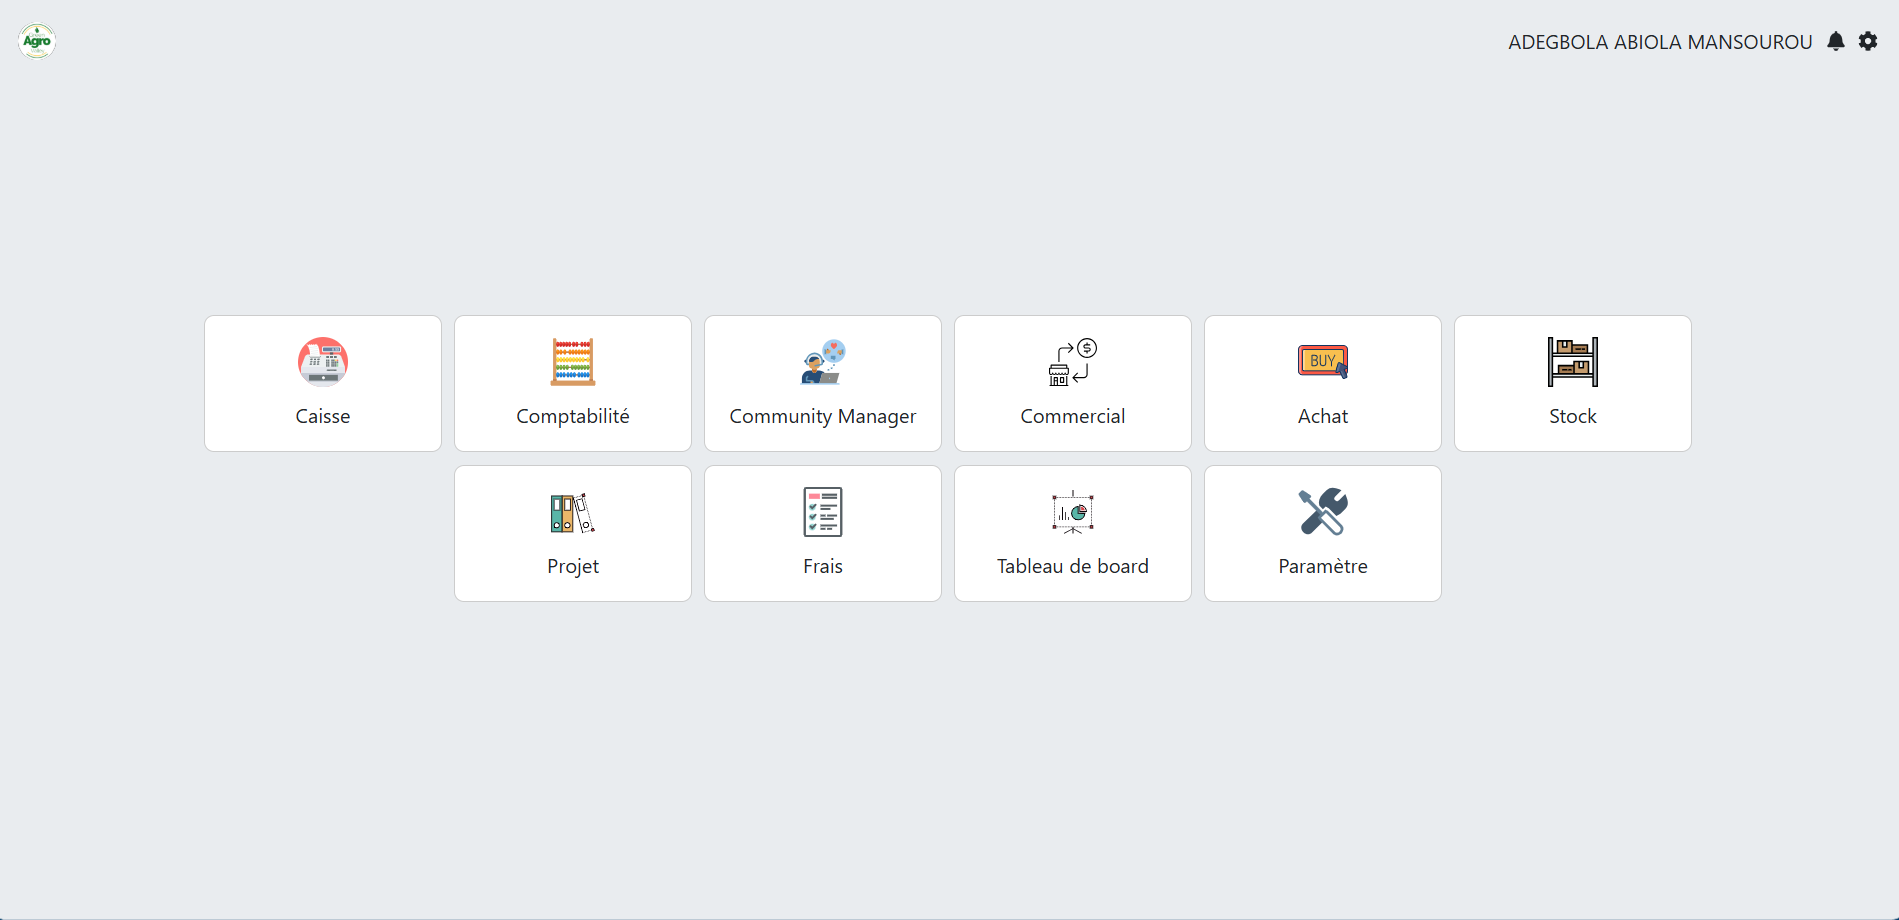 Agro
ADEGBOLA ABIOLA MANSOUROU
Caisse
Comptabilité
Community Manager
Commercial
BUY
Achat
Stock
Projet
Frais
Tableau de board
Paramètre